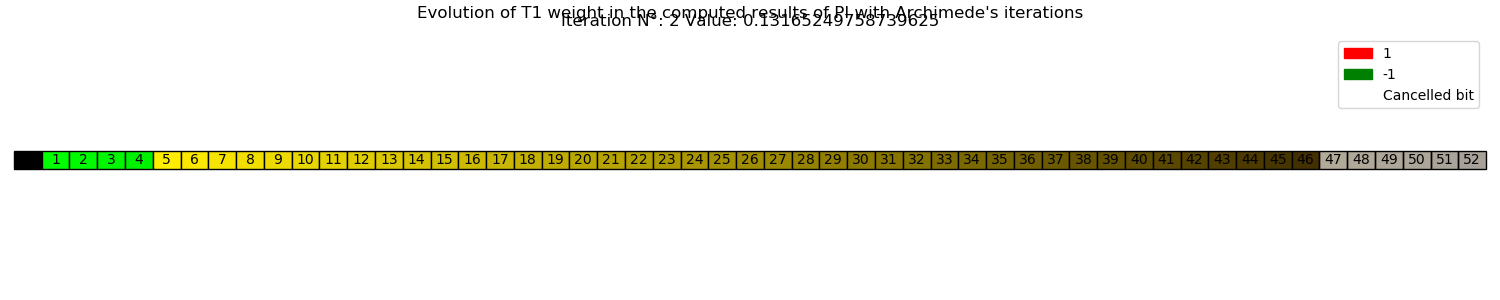 Evolution of T1 weight in the computed results of PI with Archimede's iterations
Iteration N°: 2 Value: 0.13165249758739625
1
-1
Cancelled bit
1 2 3 4 5 6 7 8 9 10 11 12 13 14 15 16 17 18 19 20 21 22 23 24 25 26 27 28 29 30 31 32 33 34 35 36 37 38 39 40 41 42 43 44 45 46 47 48 49 50 51 52